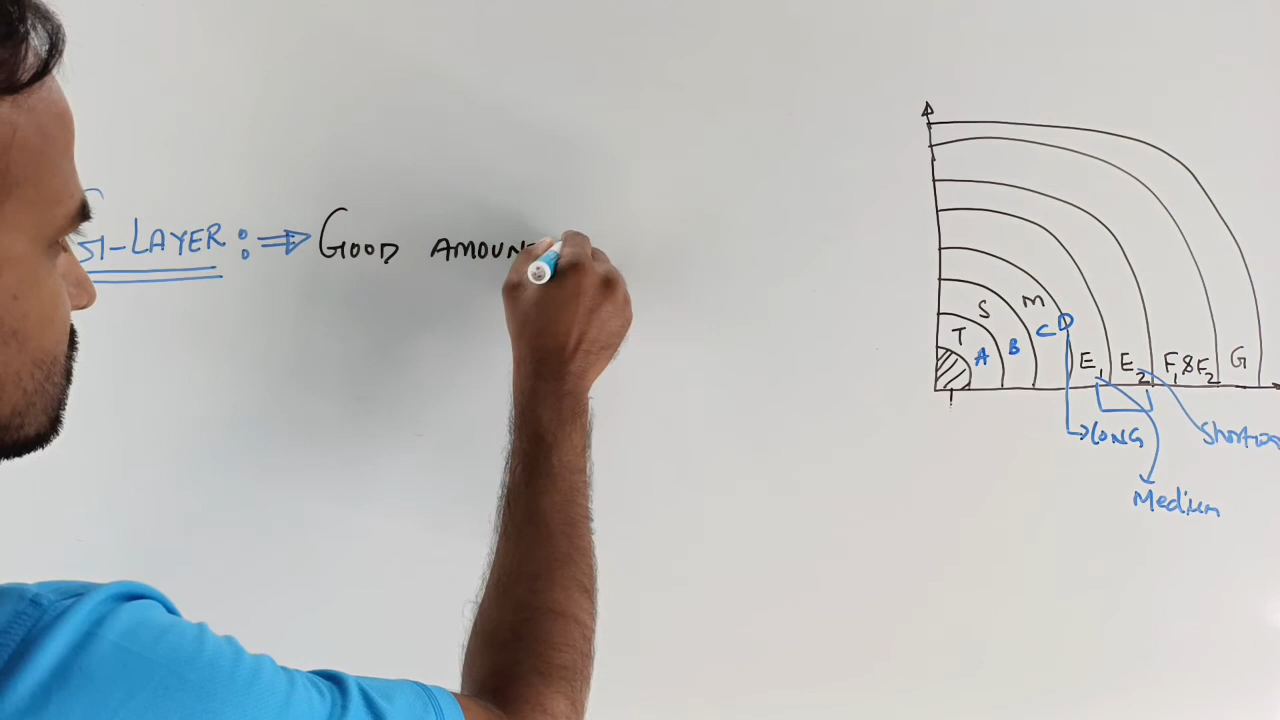 -LAYER :⇒ GOOD AMOUN
T S M
A B C D
E₁ E₂ F₁ & F₂ G
→ LONG
Medium